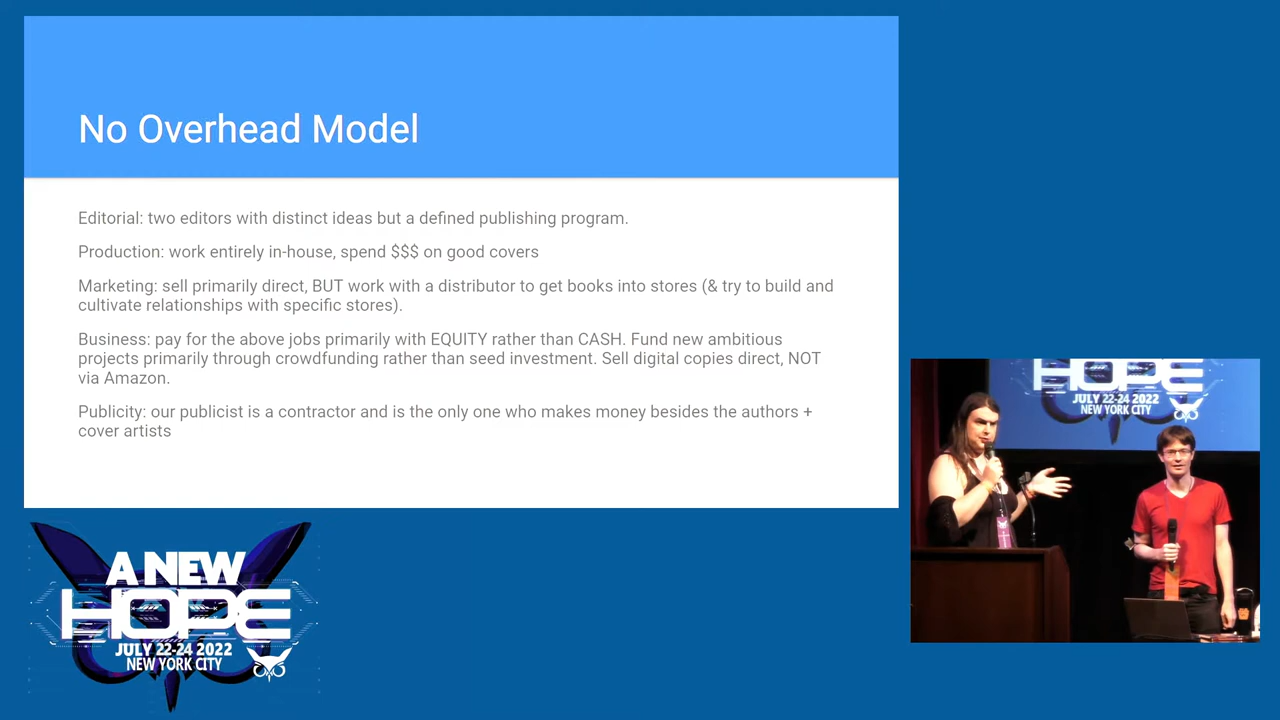 No Overhead Model
Editorial: two editors with distinct ideas but a defined publishing program.
Production: work entirely in-house, spend $$$ on good covers
Marketing: sell primarily direct, BUT work with a distributor to get books into stores (& try to build and
cultivate relationships with specific stores).
Business: pay for the above jobs primarily with EQUITY rather than CASH. Fund new ambitious
projects primarily through crowdfunding rather than seed investment. Sell digital copies direct, NOT
via Amazon.
Publicity: our publicist is a contractor and is the only one who makes money besides the authors +
cover artists
A NEW
HOPE
JULY 22-24 2022
NEW YORK CITY
HOPE
JULY 22-24 2022
NEW YORK CITY